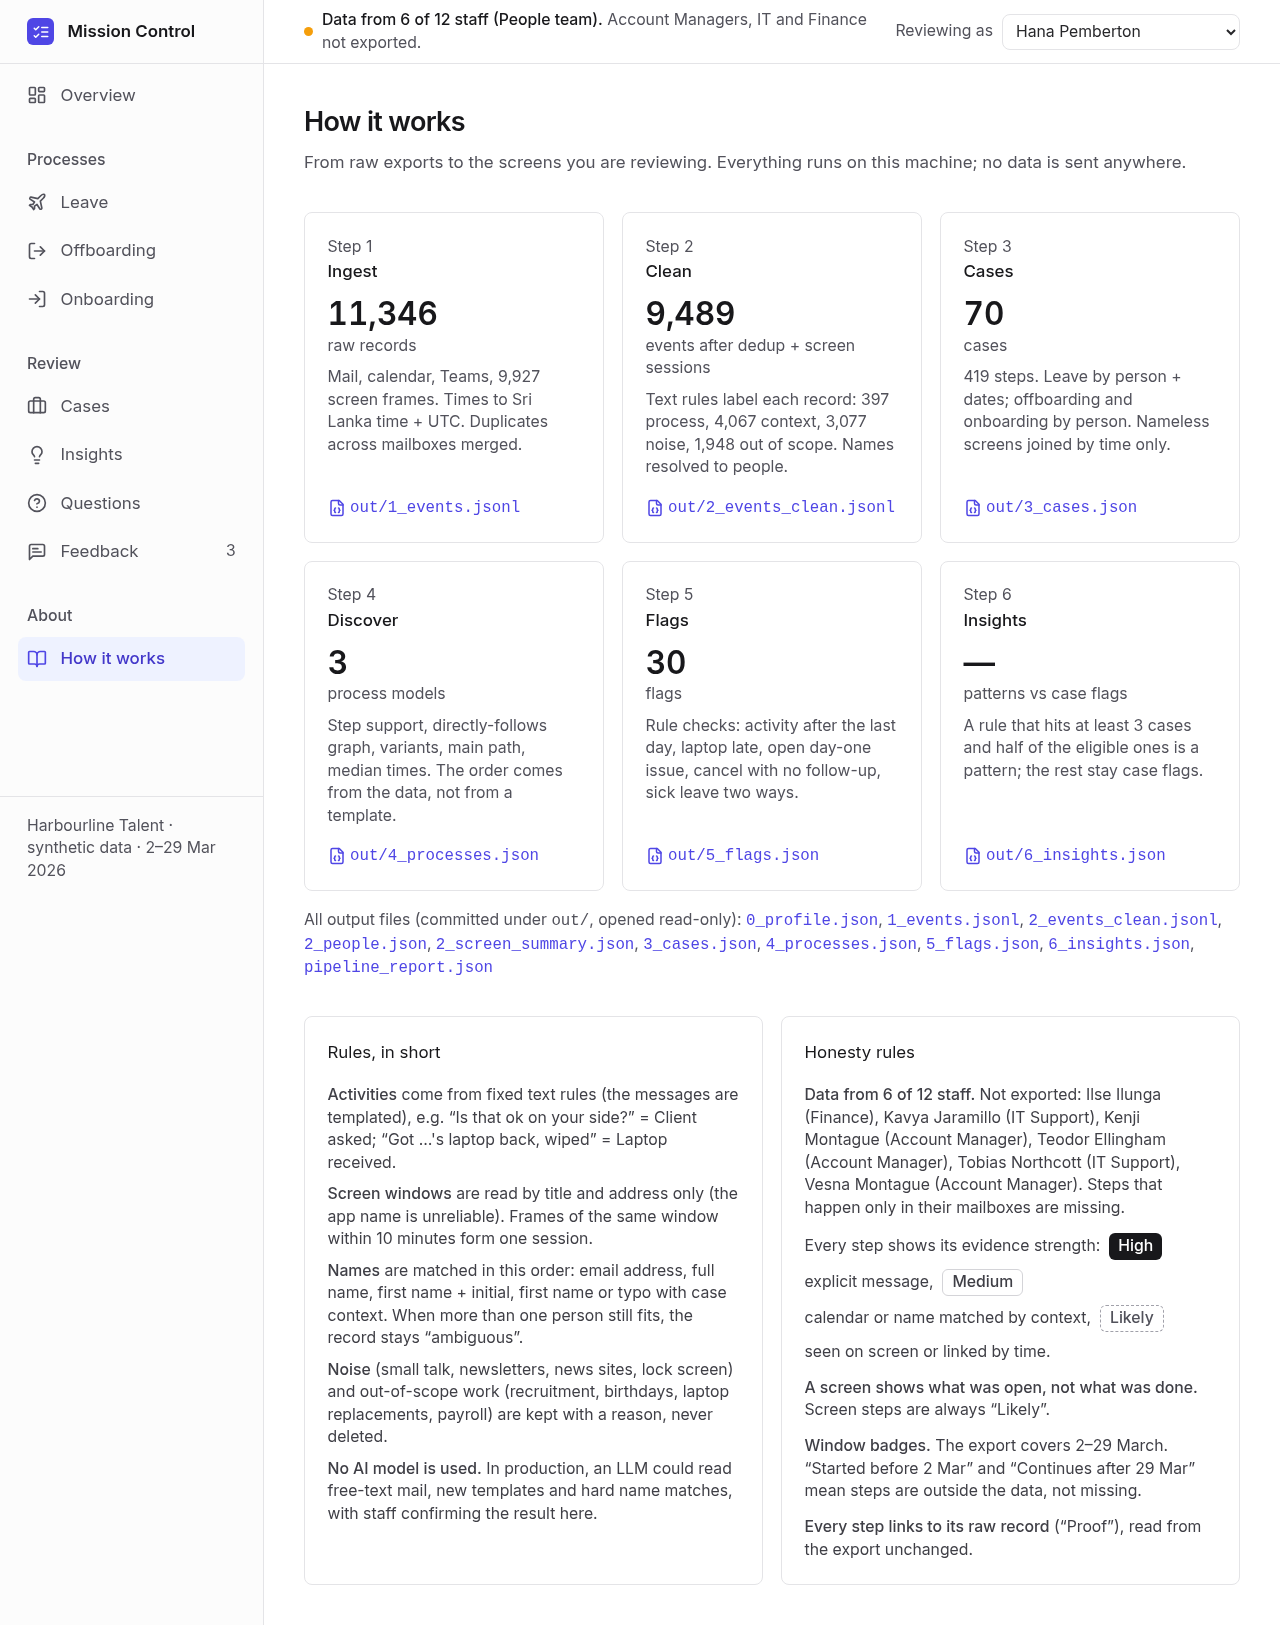 Mission Control
Data from 6 of 12 staff (People team). Account Managers, IT and Finance
not exported.
Reviewing as
Hana Pemberton
Overview
Processes
Leave
Offboarding
Onboarding
Review
Cases
Insights
Questions
Feedback 3
About
How it works
Harbourline Talent ·
synthetic data · 2–29 Mar
2026
How it works
From raw exports to the screens you are reviewing. Everything runs on this machine; no data is sent anywhere.
Step 1
Ingest
11,346
raw records
Mail, calendar, Teams, 9,927
screen frames. Times to Sri
Lanka time + UTC. Duplicates
across mailboxes merged.
out/1_events.jsonl
Step 2
Clean
9,489
events after dedup + screen
sessions
Text rules label each record: 397
process, 4,067 context, 3,077
noise, 1,948 out of scope. Names
resolved to people.
out/2_events_clean.jsonl
Step 3
Cases
70
cases
419 steps. Leave by person +
dates; offboarding and
onboarding by person. Nameless
screens joined by time only.
out/3_cases.json
Step 4
Discover
3
process models
Step support, directly-follows
graph, variants, main path,
median times. The order comes
from the data, not from a
template.
out/4_processes.json
Step 5
Flags
30
flags
Rule checks: activity after the last
day, laptop late, open day-one
issue, cancel with no follow-up,
sick leave two ways.
out/5_flags.json
Step 6
Insights
—
patterns vs case flags
A rule that hits at least 3 cases
and half of the eligible ones is a
pattern; the rest stay case flags.
out/6_insights.json
All output files (committed under out/, opened read-only): 0_profile.json, 1_events.jsonl, 2_events_clean.jsonl,
2_people.json, 2_screen_summary.json, 3_cases.json, 4_processes.json, 5_flags.json, 6_insights.json,
pipeline_report.json
Rules, in short
Activities come from fixed text rules (the messages are
templated), e.g. “Is that ok on your side?” = Client
asked; “Got …'s laptop back, wiped” = Laptop
received.
Screen windows are read by title and address only (the
app name is unreliable). Frames of the same window
within 10 minutes form one session.
Names are matched in this order: email address, full
name, first name + initial, first name or typo with case
context. When more than one person still fits, the
record stays “ambiguous”.
Noise (small talk, newsletters, news sites, lock screen)
and out-of-scope work (recruitment, birthdays, laptop
replacements, payroll) are kept with a reason, never
deleted.
No AI model is used. In production, an LLM could read
free-text mail, new templates and hard name matches,
with staff confirming the result here.
Honesty rules
Data from 6 of 12 staff. Not exported: Ilse Ilunga
(Finance), Kavya Jaramillo (IT Support), Kenji
Montague (Account Manager), Teodor Ellingham
(Account Manager), Tobias Northcott (IT Support),
Vesna Montague (Account Manager). Steps that
happen only in their mailboxes are missing.
Every step shows its evidence strength: High
explicit message, Medium
calendar or name matched by context, Likely
seen on screen or linked by time.
A screen shows what was open, not what was done.
Screen steps are always “Likely”.
Window badges. The export covers 2–29 March.
“Started before 2 Mar” and “Continues after 29 Mar”
mean steps are outside the data, not missing.
Every step links to its raw record (“Proof”), read from
the export unchanged.